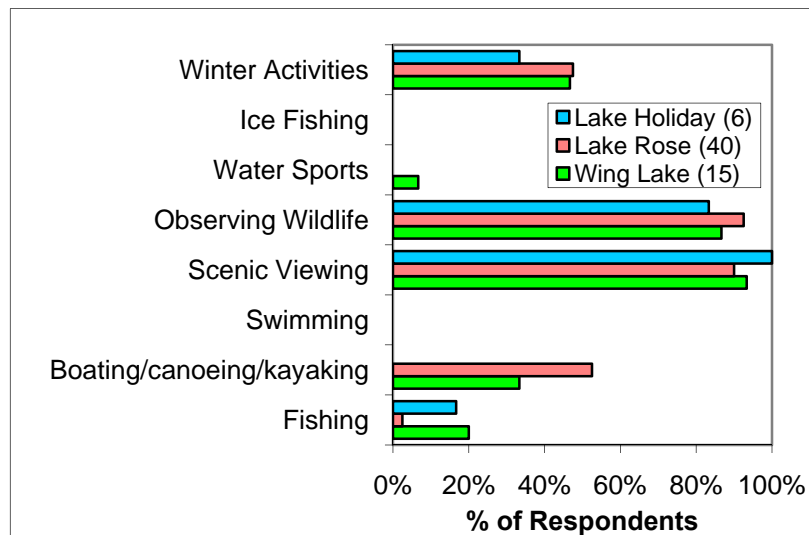 Winter Activities
Ice Fishing
Water Sports
Observing Wildlife
Scenic Viewing
Swimming
Boating/canoeing/kayaking
Fishing
Lake Holiday (6)
Lake Rose (40)
Wing Lake (15)
0% 20% 40% 60% 80% 100%
% of Respondents